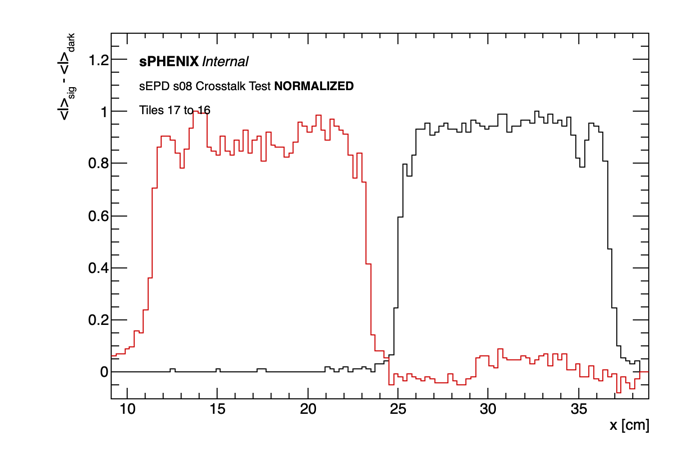 <I>sig - <I>dark
1.2
1
0.8
0.6
0.4
0.2
0
sPHENIX Internal
sEPD s08 Crosstalk Test NORMALIZED
Tiles 17 to 16
10 15 20 25 30 35
x [cm]